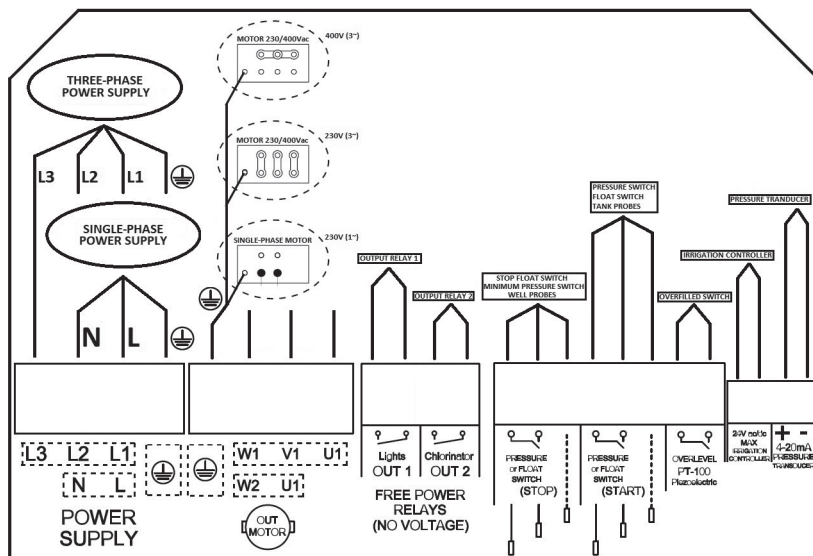 MOTOR 230/400Vac
400V (3~)
THREE-PHASE
POWER SUPPLY
MOTOR 230/400Vac
230V (3~)
L3 L2 L1
SINGLE-PHASE
POWER SUPPLY
SINGLE-PHASE MOTOR
230V (1~)
N L
OUTPUT RELAY 1
OUTPUT RELAY 2
STOP FLOAT SWITCH
MINIMUM PRESSURE SWITCH
WELL PROBES
PRESSURE SWITCH
FLOAT SWITCH
TANK PROBES
OVERFILLED SWITCH
IRRIGATION CONTROLLER
PRESSURE TRANDUCER
L3 L2 L1
N L
POWER
SUPPLY
W1 V1 U1
W2 U1
OUT
MOTOR
Lights
OUT 1
Chlorinator
OUT 2
FREE POWER
RELAYS
(NO VOLTAGE)
PRESSURE
or FLOAT
SWITCH
(STOP)
PRESSURE
or FLOAT
SWITCH
(START)
OVERLEVEL
PT-100
Piezoelectric
24V
MAX
IRRIGATION
CONTROLLER
+ -
4-20mA
PRESSURE
TRANSDUCER